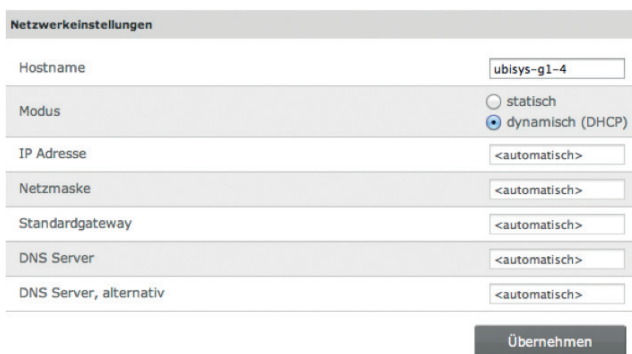 Netzwerkeinstellungen
Hostname ubisys-g1-4
Modus statisch
dynamisch (DHCP)
IP Adresse <automatisch>
Netzmaske <automatisch>
Standardgateway <automatisch>
DNS Server <automatisch>
DNS Server, alternativ <automatisch>
Übernehmen